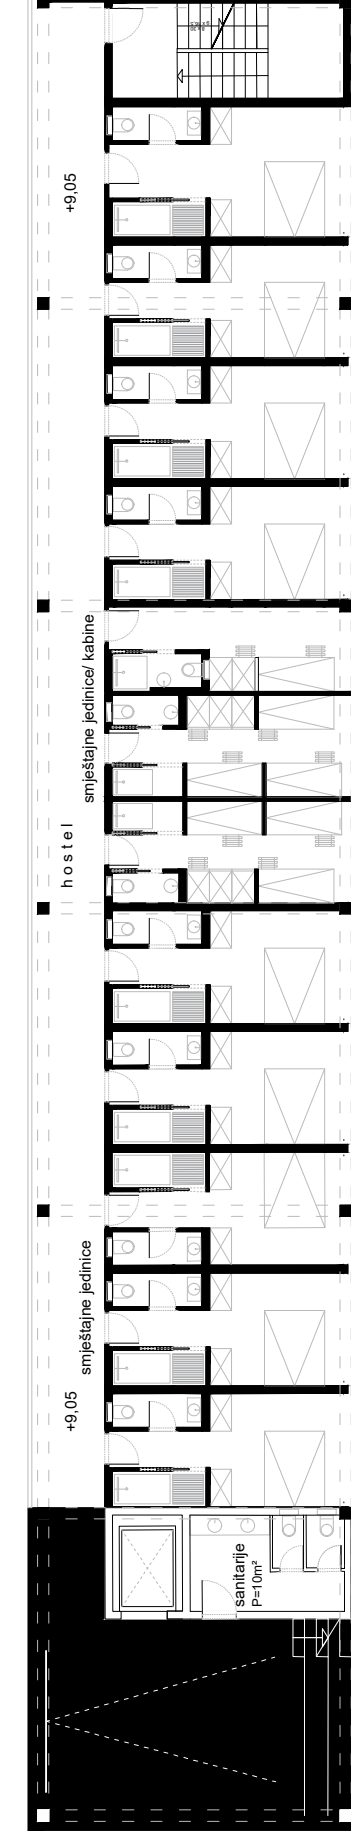 +9,05
smještajne jedinice/ kabine
h o s t e l
smještajne jedinice
+9,05
sanitarije
P=10m²